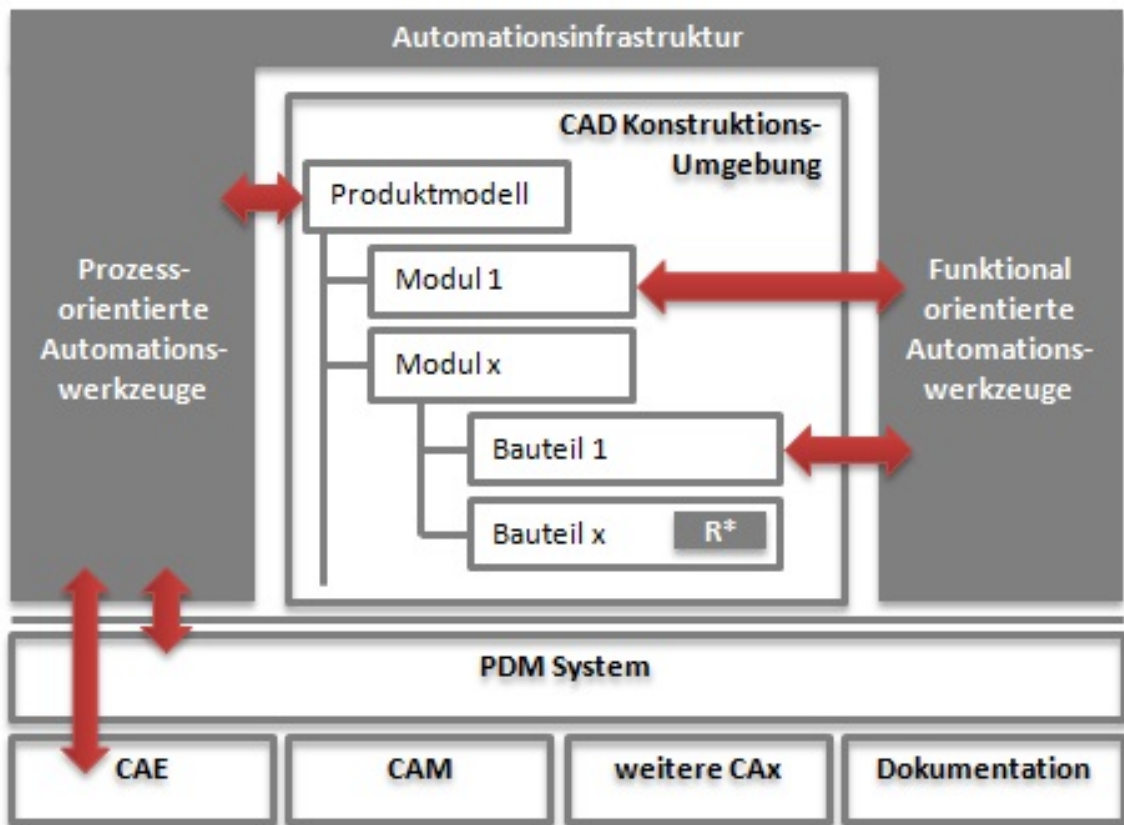 Automationsinfrastruktur
CAD Konstruktions-
Umgebung
Produktmodell
Modul 1
Modul x
Bauteil 1
Bauteil x
R*
Prozess-
orientierte
Automations-
werkzeuge
Funktional
orientierte
Automations-
werkzeuge
PDM System
CAE
CAM
weitere CAx
Dokumentation